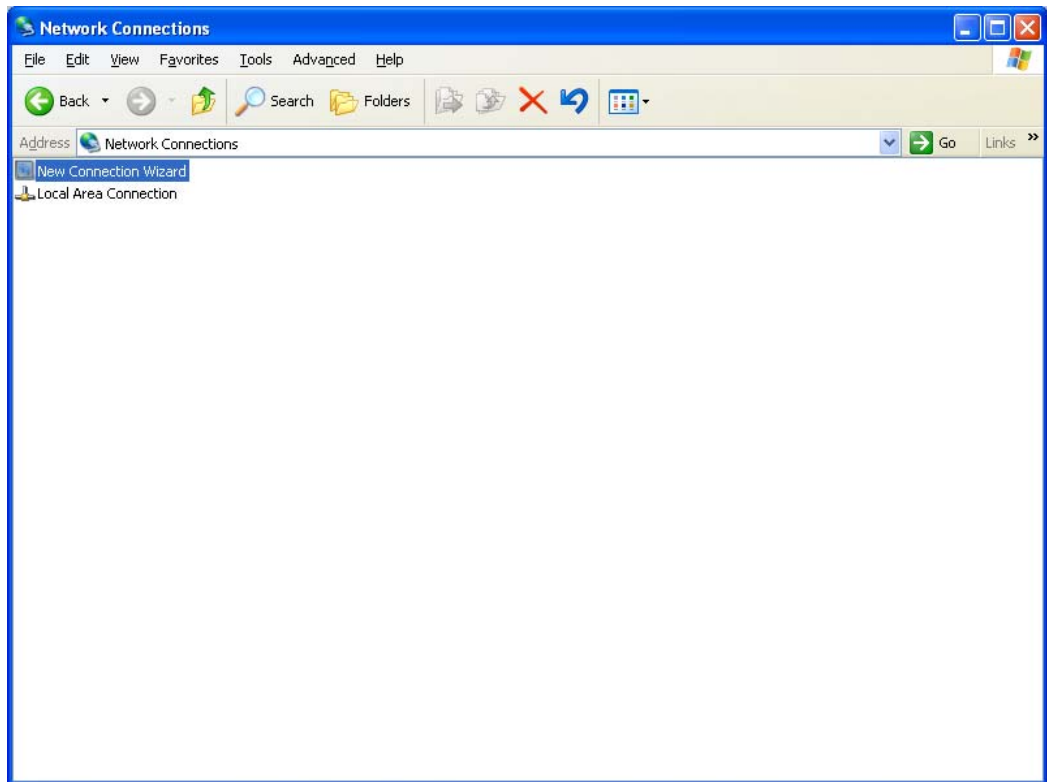 Network Connections
File Edit View Favorites Tools Advanced Help
Back Search Folders
Address Network Connections Go Links »
New Connection Wizard
Local Area Connection